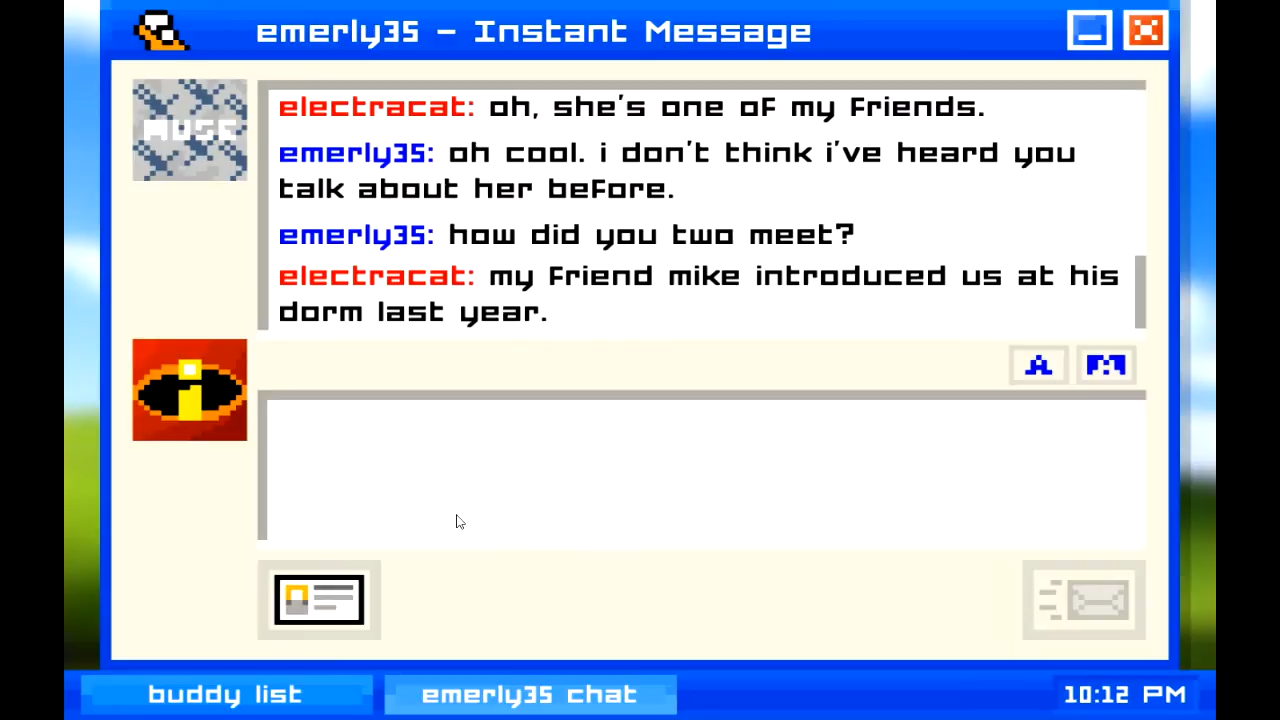 emerly35 - Instant Message
electracat: oh, she's one of my friends.
emerly35: oh cool. i don't think i've heard you
talk about her before.
emerly35: how did you two meet?
electracat: my friend mike introduced us at his
dorm last year.
MUSE
A
i
buddy list
emerly35 chat
10:12 PM